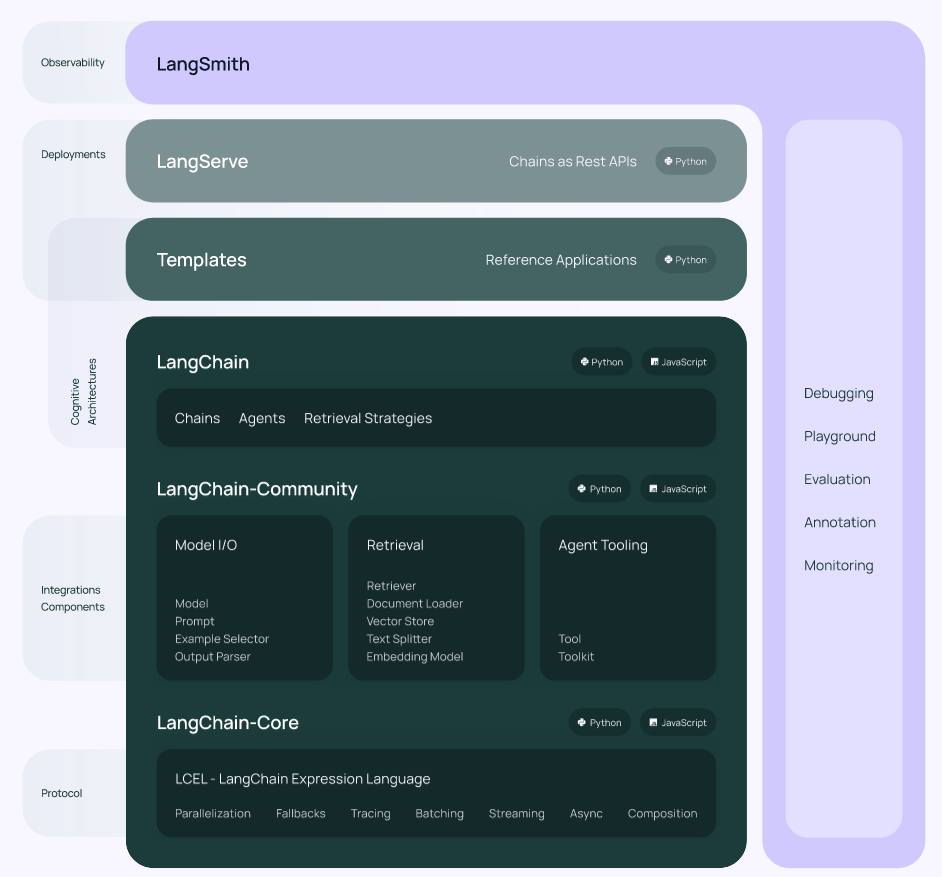 Observability
LangSmith
Deployments
LangServe
Chains as Rest APIs
Python
Templates
Reference Applications
Python
Cognitive
Architectures
LangChain
Python
JavaScript
Chains Agents Retrieval Strategies
LangChain-Community
Python
JavaScript
Integrations
Components
Model I/O
Model
Prompt
Example Selector
Output Parser
Retrieval
Retriever
Document Loader
Vector Store
Text Splitter
Embedding Model
Agent Tooling
Tool
Toolkit
LangChain-Core
Python
JavaScript
Protocol
LCEL - LangChain Expression Language
Parallelization Fallbacks Tracing Batching Streaming Async Composition
Debugging
Playground
Evaluation
Annotation
Monitoring